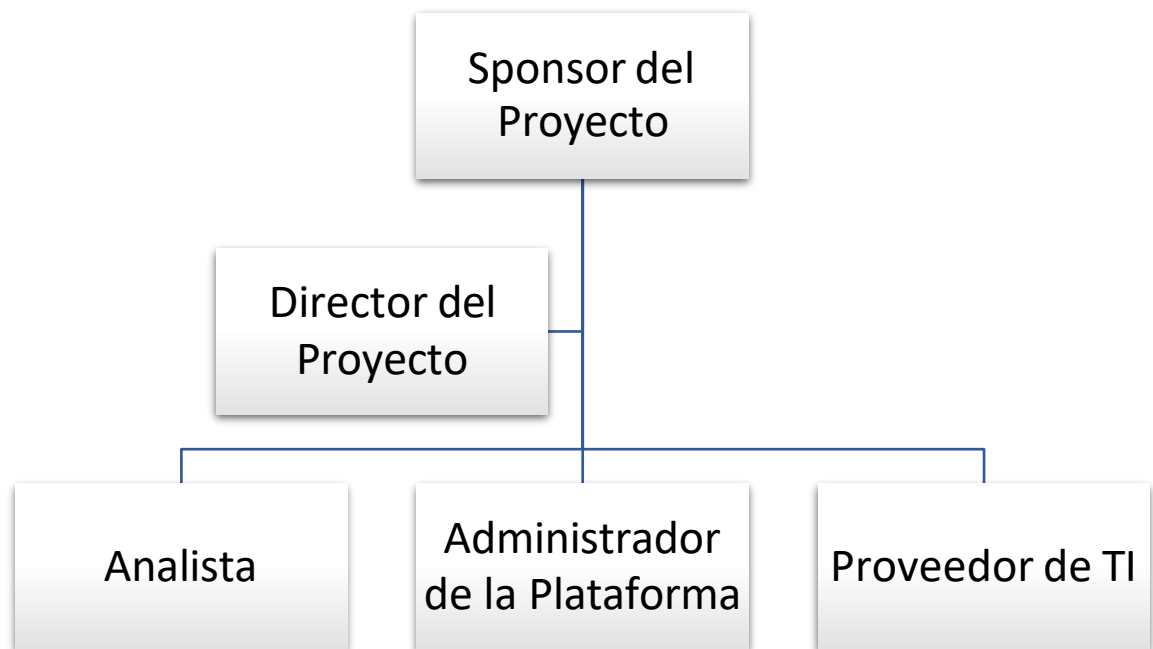 Sponsor del
Proyecto
Director del
Proyecto
Analista
Administrador
de la Plataforma
Proveedor de TI